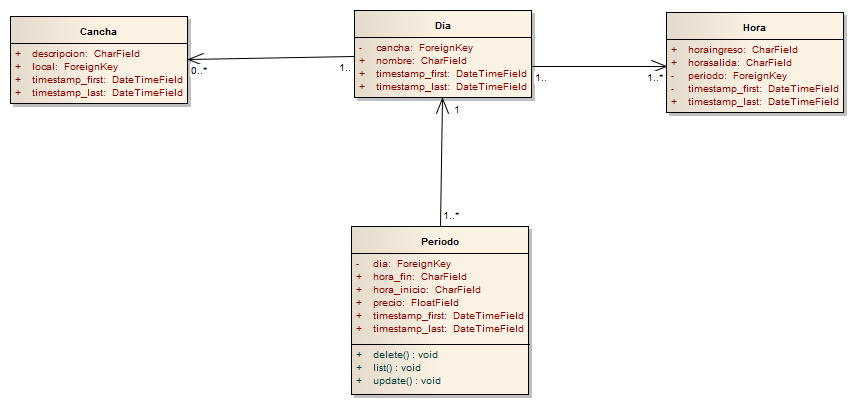 Cancha
+ descripcion: CharField
+ local: ForeignKey
+ timestamp_first: DateTimeField
+ timestamp_last: DateTimeField
0..*
Dia
- cancha: ForeignKey
+ nombre: CharField
+ timestamp_first: DateTimeField
+ timestamp_last: DateTimeField
1..
1..
Hora
+ horaingreso: CharField
+ horasalida: CharField
- periodo: ForeignKey
- timestamp_first: DateTimeField
+ timestamp_last: DateTimeField
1..*
1
1..*
Periodo
- dia: ForeignKey
+ hora_fin: CharField
+ hora_inicio: CharField
+ precio: FloatField
+ timestamp_first: DateTimeField
+ timestamp_last: DateTimeField
+ delete() : void
+ list() : void
+ update() : void